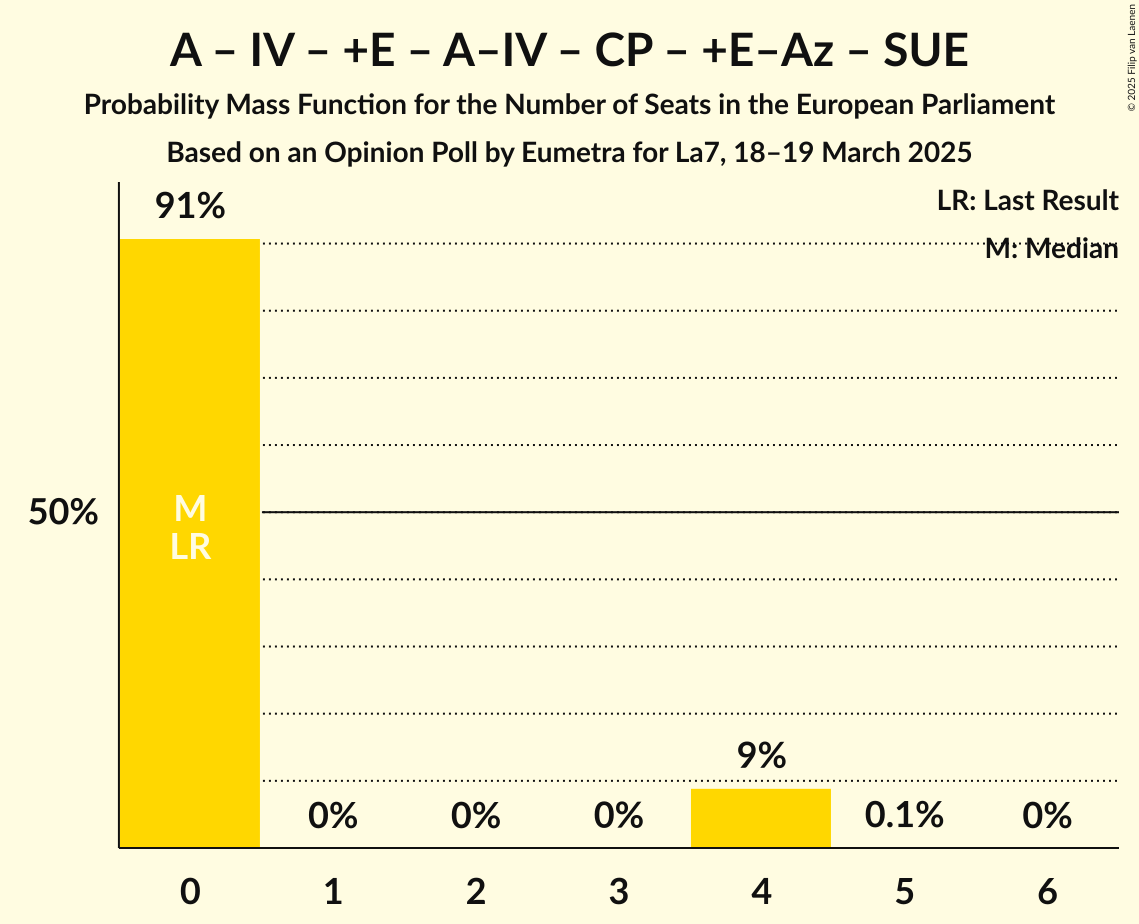 A – IV – +E – A–IV – CP – +E–Az – SUE
Probability Mass Function for the Number of Seats in the European Parliament
Based on an Opinion Poll by Eumetra for La7, 18–19 March 2025
© 2025 Filip van Laenen
LR: Last Result
M: Median
91%
50%
M
LR
9%
0%
0%
0%
0.1%
0%
0
1
2
3
4
5
6